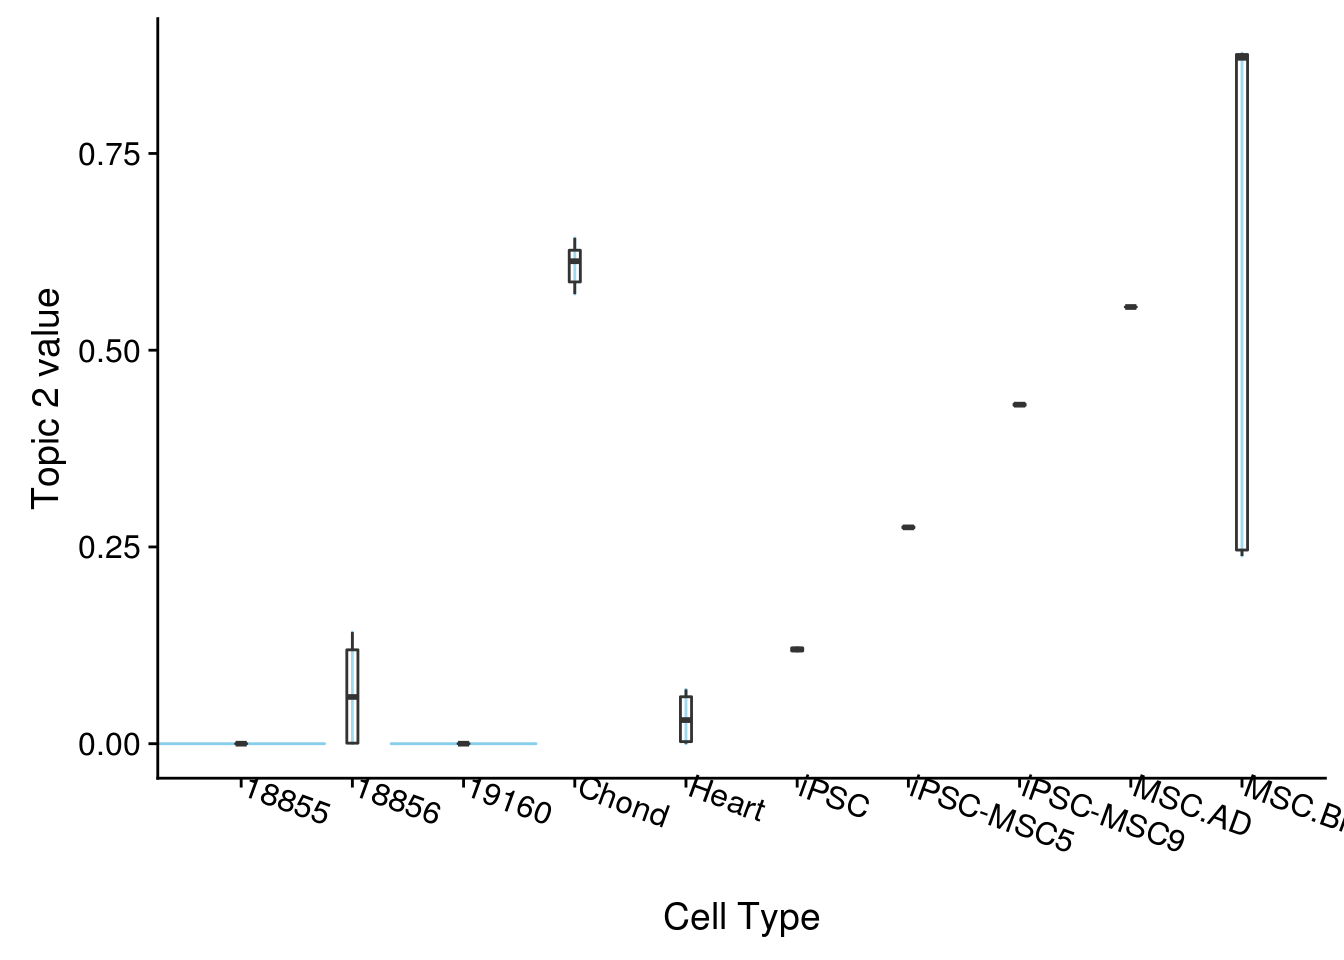 Topic 2 value
0.75
0.50
0.25
0.00
18855
18856
19160
Chond
Heart
iPSC
iPSC-MSC5
iPSC-MSC9
MSC.AD
Cell Type